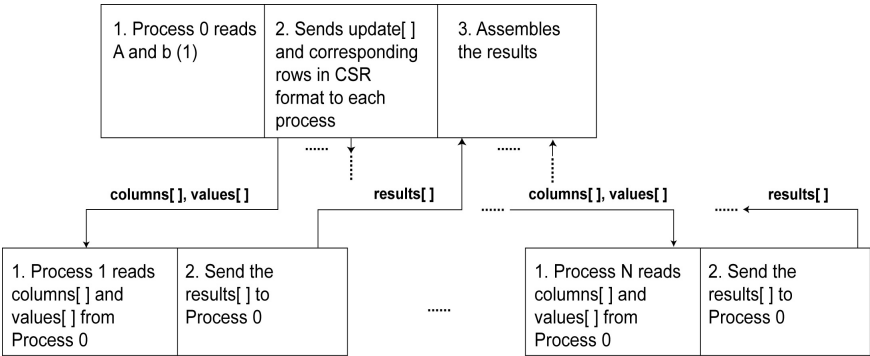 1. Process 0 reads
A and b (1)
2. Sends update[ ]
and corresponding
rows in CSR
format to each
process
3. Assembles
the results
......
......
columns[ ], values[ ]
results[ ]
......
columns[ ], values[ ]
......
results[ ]
1. Process 1 reads
columns[ ] and
values[ ] from
Process 0
2. Send the
results[ ] to
Process 0
......
1. Process N reads
columns[ ] and
values[ ] from
Process 0
2. Send the
results[ ] to
Process 0